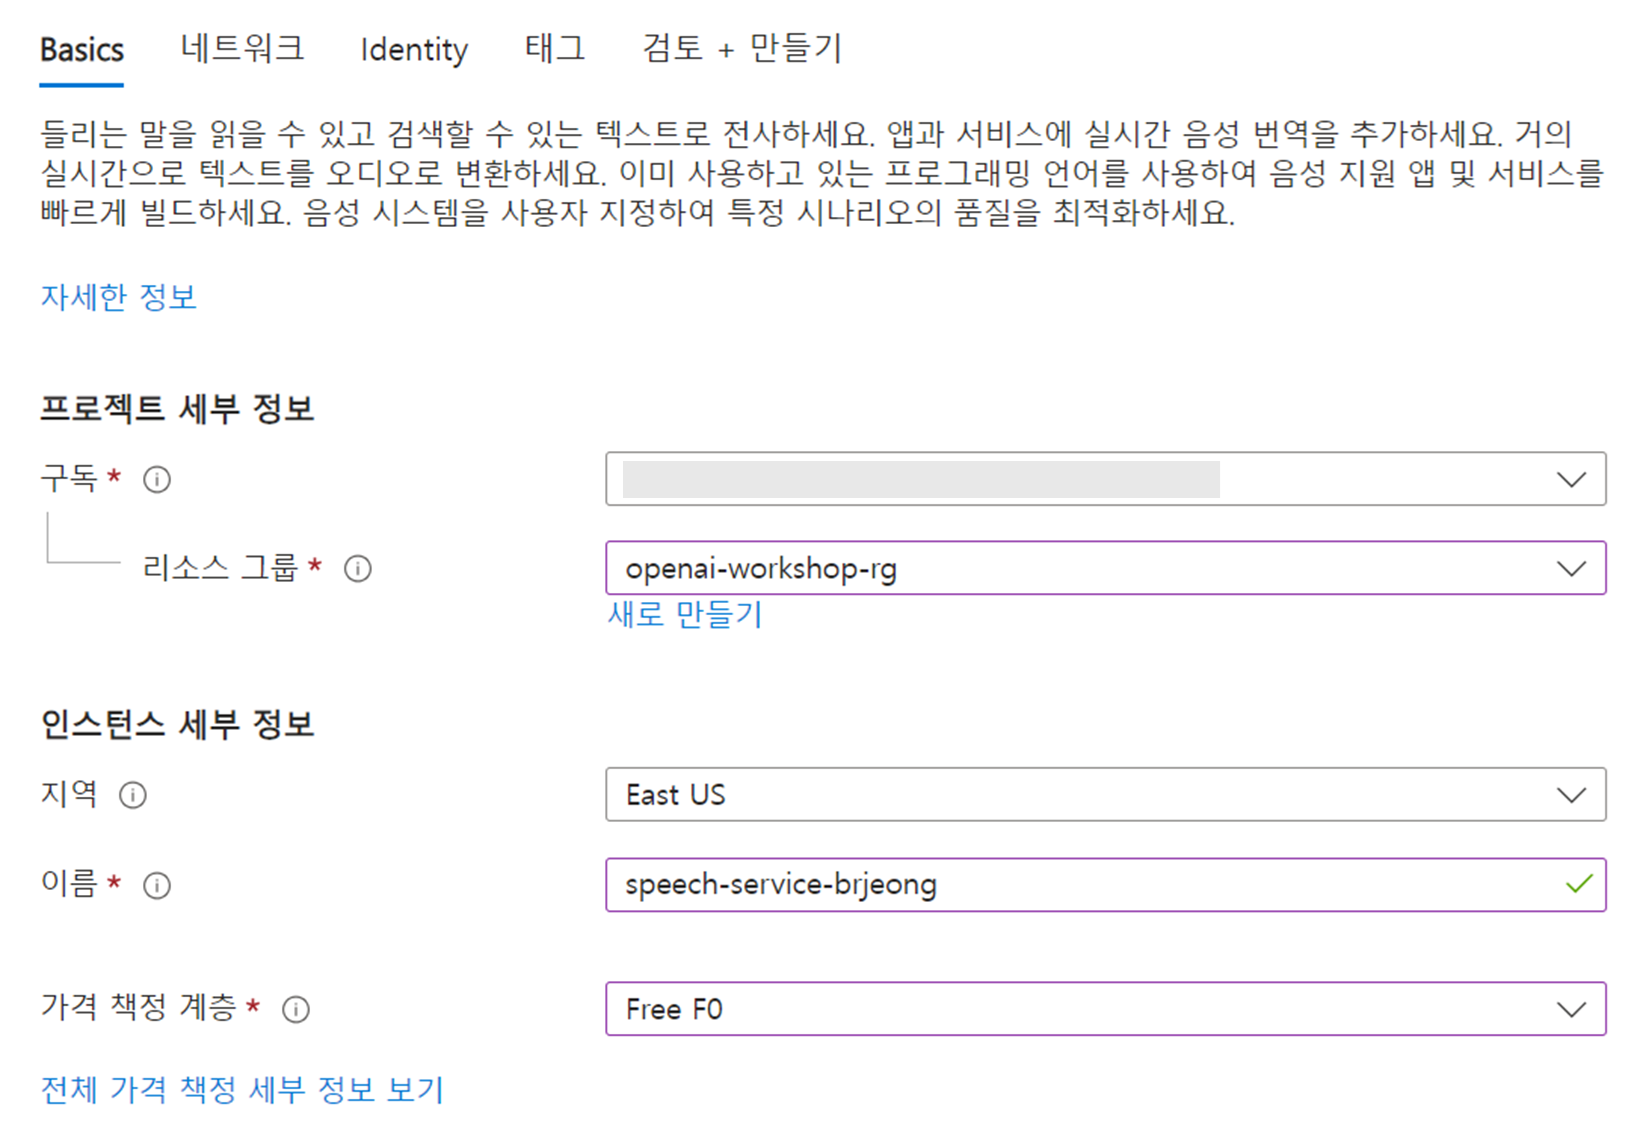 Basics 네트워크 Identity 태그 검토 + 만들기
들리는 말을 읽을 수 있고 검색할 수 있는 텍스트로 전사하세요. 앱과 서비스에 실시간 음성 번역을 추가하세요. 거의
실시간으로 텍스트를 오디오로 변환하세요. 이미 사용하고 있는 프로그래밍 언어를 사용하여 음성 지원 앱 및 서비스를
빠르게 빌드하세요. 음성 시스템을 사용자 지정하여 특정 시나리오의 품질을 최적화하세요.
자세한 정보
프로젝트 세부 정보
구독 *
리소스 그룹 * openai-workshop-rg
새로 만들기
인스턴스 세부 정보
지역 East US
이름 * speech-service-brjeong
가격 책정 계층 * Free F0
전체 가격 책정 세부 정보 보기